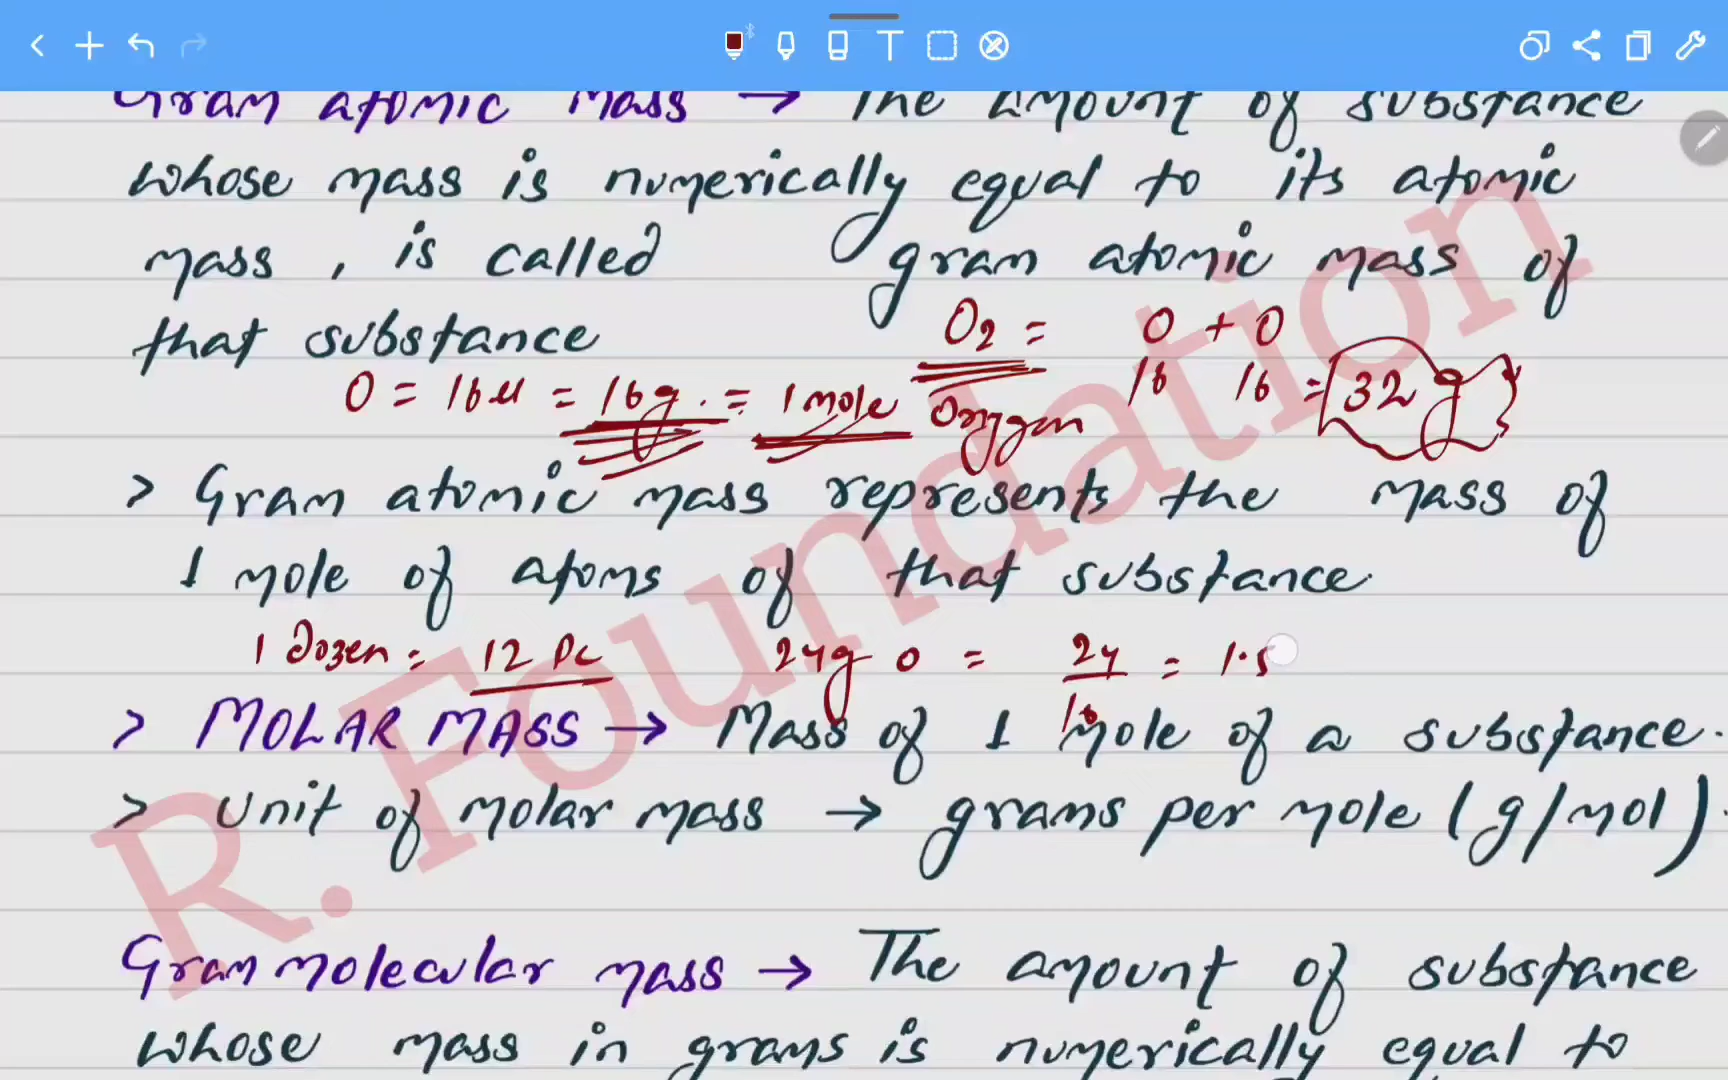 Gram atomic mass → The amount of substance
whose mass is numerically equal to its atomic
mass, is called gram atomic mass of
that substance
O₂ = O + O
O = 16u = 16g. = 1 mole Oxygen 16 16 = 32 g
> Gram atomic mass represents the mass of
1 mole of atoms of that substance.
1 dozen = 12 Pc 24g O = 24/16 = 1.5
> MOLAR MASS → Mass of 1 mole of a substance.
> Unit of molar mass → grams per mole (g/mol).
Gram molecular mass → The amount of substance
whose mass in grams is numerically equal to
R. Foundation